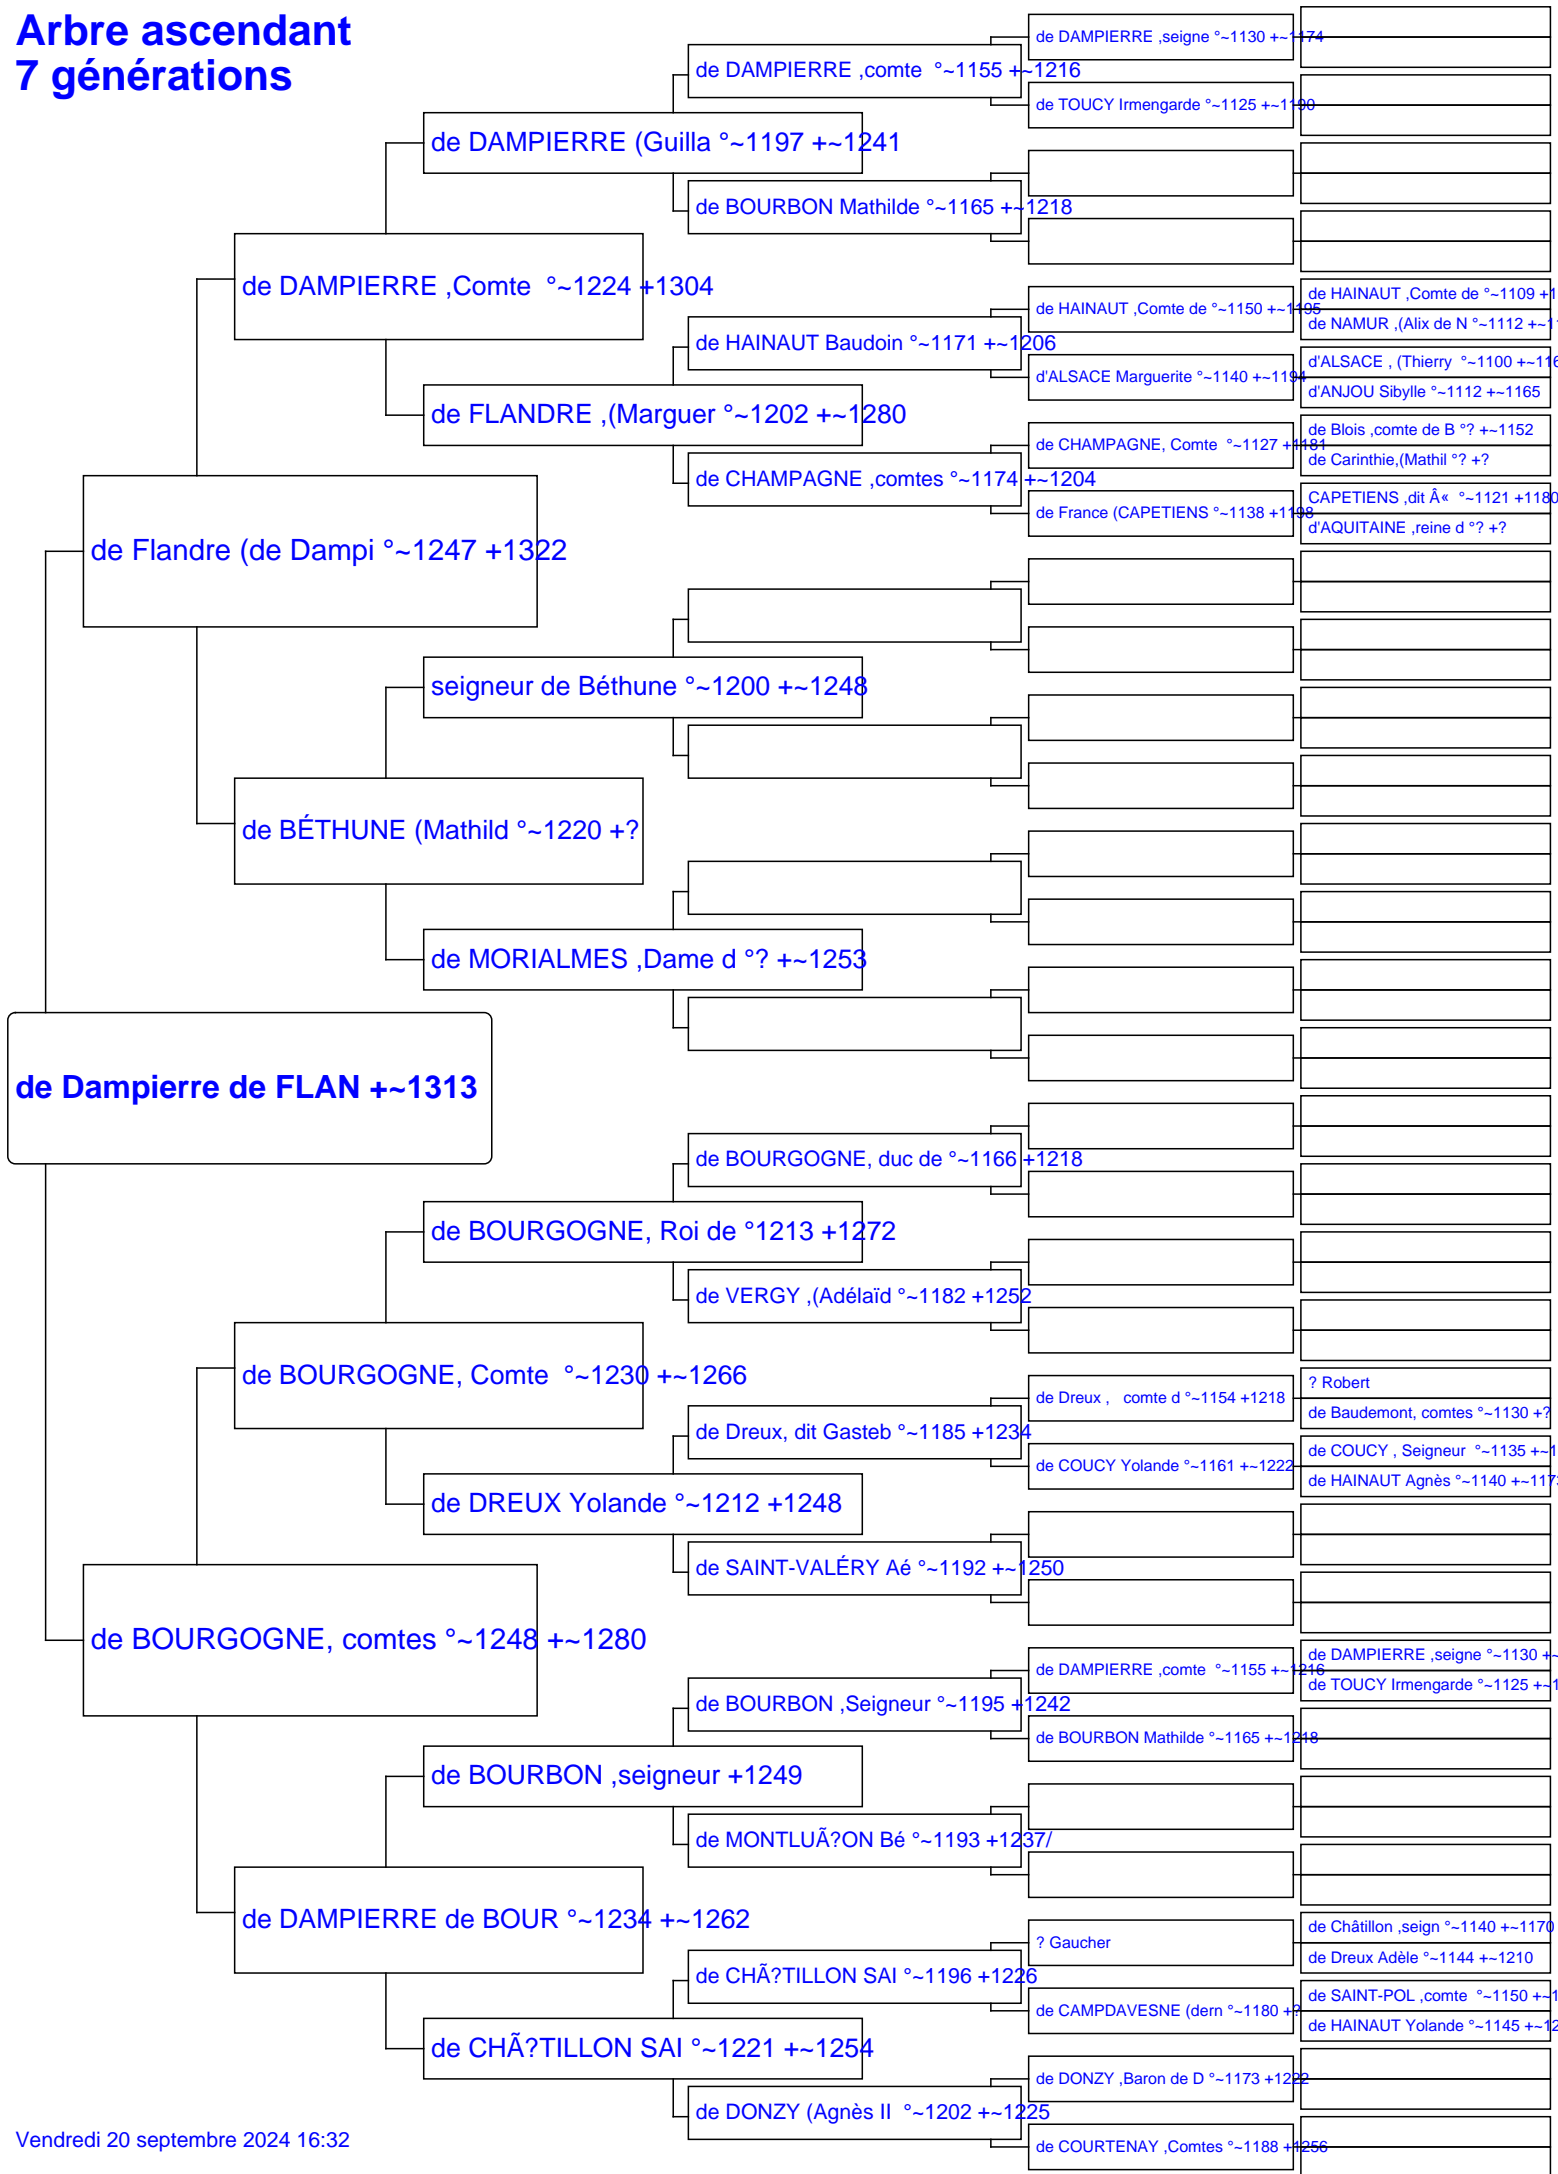 Arbre ascendant
7 générations
de DAMPIERRE ,seigne °~1130 +~1174
de DAMPIERRE ,comte  °~1155 +~1216
de TOUCY Irmengarde °~1125 +~1190
de DAMPIERRE (Guilla °~1197 +~1241
de BOURBON Mathilde °~1165 +~1218
de DAMPIERRE ,Comte  °~1224 +1304
de HAINAUT ,Comte de °~1109 +1
de HAINAUT ,Comte de °~1150 +~1195
de NAMUR ,(Alix de N °~1112 +~1
de HAINAUT Baudoin °~1171 +~1206
d'ALSACE , (Thierry  °~1100 +~116
d'ALSACE Marguerite °~1140 +~1194
d'ANJOU Sibylle °~1112 +~1165
de FLANDRE ,(Marguer °~1202 +~1280
de Blois ,comte de B °? +~1152
de CHAMPAGNE, Comte  °~1127 +1181
de Carinthie,(Mathil °? +?
de CHAMPAGNE ,comtes °~1174 +~1204
CAPETIENS ,dit Â«  °~1121 +1180
de France (CAPETIENS °~1138 +1198
d'AQUITAINE ,reine d °? +?
de Flandre (de Dampi °~1247 +1322
seigneur de Béthune °~1200 +~1248
de BÉTHUNE (Mathild °~1220 +?
de MORIALMES ,Dame d °? +~1253
de Dampierre de FLAN +~1313
de BOURGOGNE, duc de °~1166 +1218
de BOURGOGNE, Roi de °1213 +1272
de VERGY ,(Adélaïd °~1182 +1252
de BOURGOGNE, Comte  °~1230 +~1266
? Robert
de Dreux ,   comte d °~1154 +1218
de Baudemont, comtes °~1130 +?
de Dreux, dit Gasteb °~1185 +1234
de COUCY , Seigneur  °~1135 +~1
de COUCY Yolande °~1161 +~1222
de HAINAUT Agnès °~1140 +~1173
de DREUX Yolande °~1212 +1248
de SAINT-VALÉRY Aé °~1192 +~1250
de BOURGOGNE, comtes °~1248 +~1280
de DAMPIERRE ,seigne °~1130 +~
de DAMPIERRE ,comte  °~1155 +~1216
de TOUCY Irmengarde °~1125 +~1
de BOURBON ,Seigneur °~1195 +1242
de BOURBON Mathilde °~1165 +~1218
de BOURBON ,seigneur +1249
de MONTLUÃ?ON Bé °~1193 +1237/
de DAMPIERRE de BOUR °~1234 +~1262
de Châtillon ,seign °~1140 +~1170
? Gaucher
de Dreux Adèle °~1144 +~1210
de CHÃ?TILLON SAI °~1196 +1226
de SAINT-POL ,comte  °~1150 +~1
de CAMPDAVESNE (dern °~1180 +?
de HAINAUT Yolande °~1145 +~12
de CHÃ?TILLON SAI °~1221 +~1254
de DONZY ,Baron de D °~1173 +1222
de DONZY (Agnès II  °~1202 +~1225
de COURTENAY ,Comtes °~1188 +1256
Vendredi 20 septembre 2024 16:32